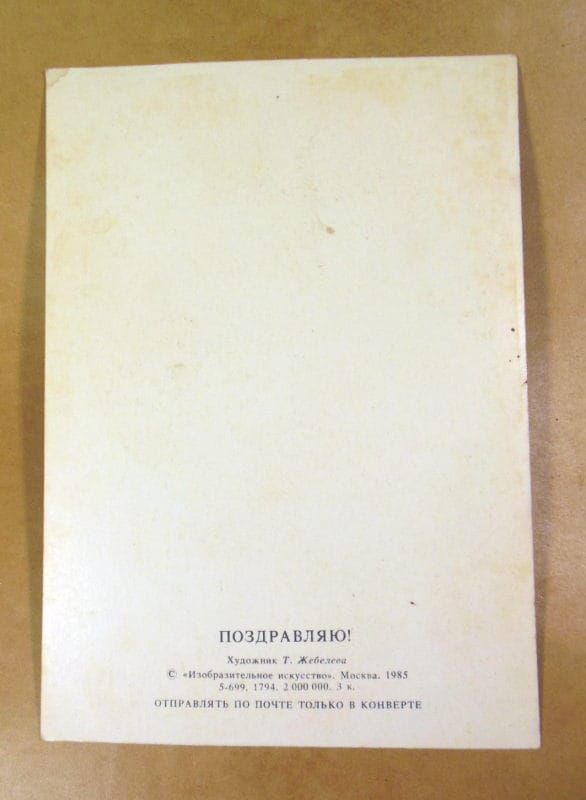 ПОЗДРАВЛЯЮ!
Художник Т. Жебелева
© «Изобразительное искусство». Москва. 1985
5-699. 1794. 2 000 000. 3 к.
ОТПРАВЛЯТЬ ПО ПОЧТЕ ТОЛЬКО В КОНВЕРТЕ